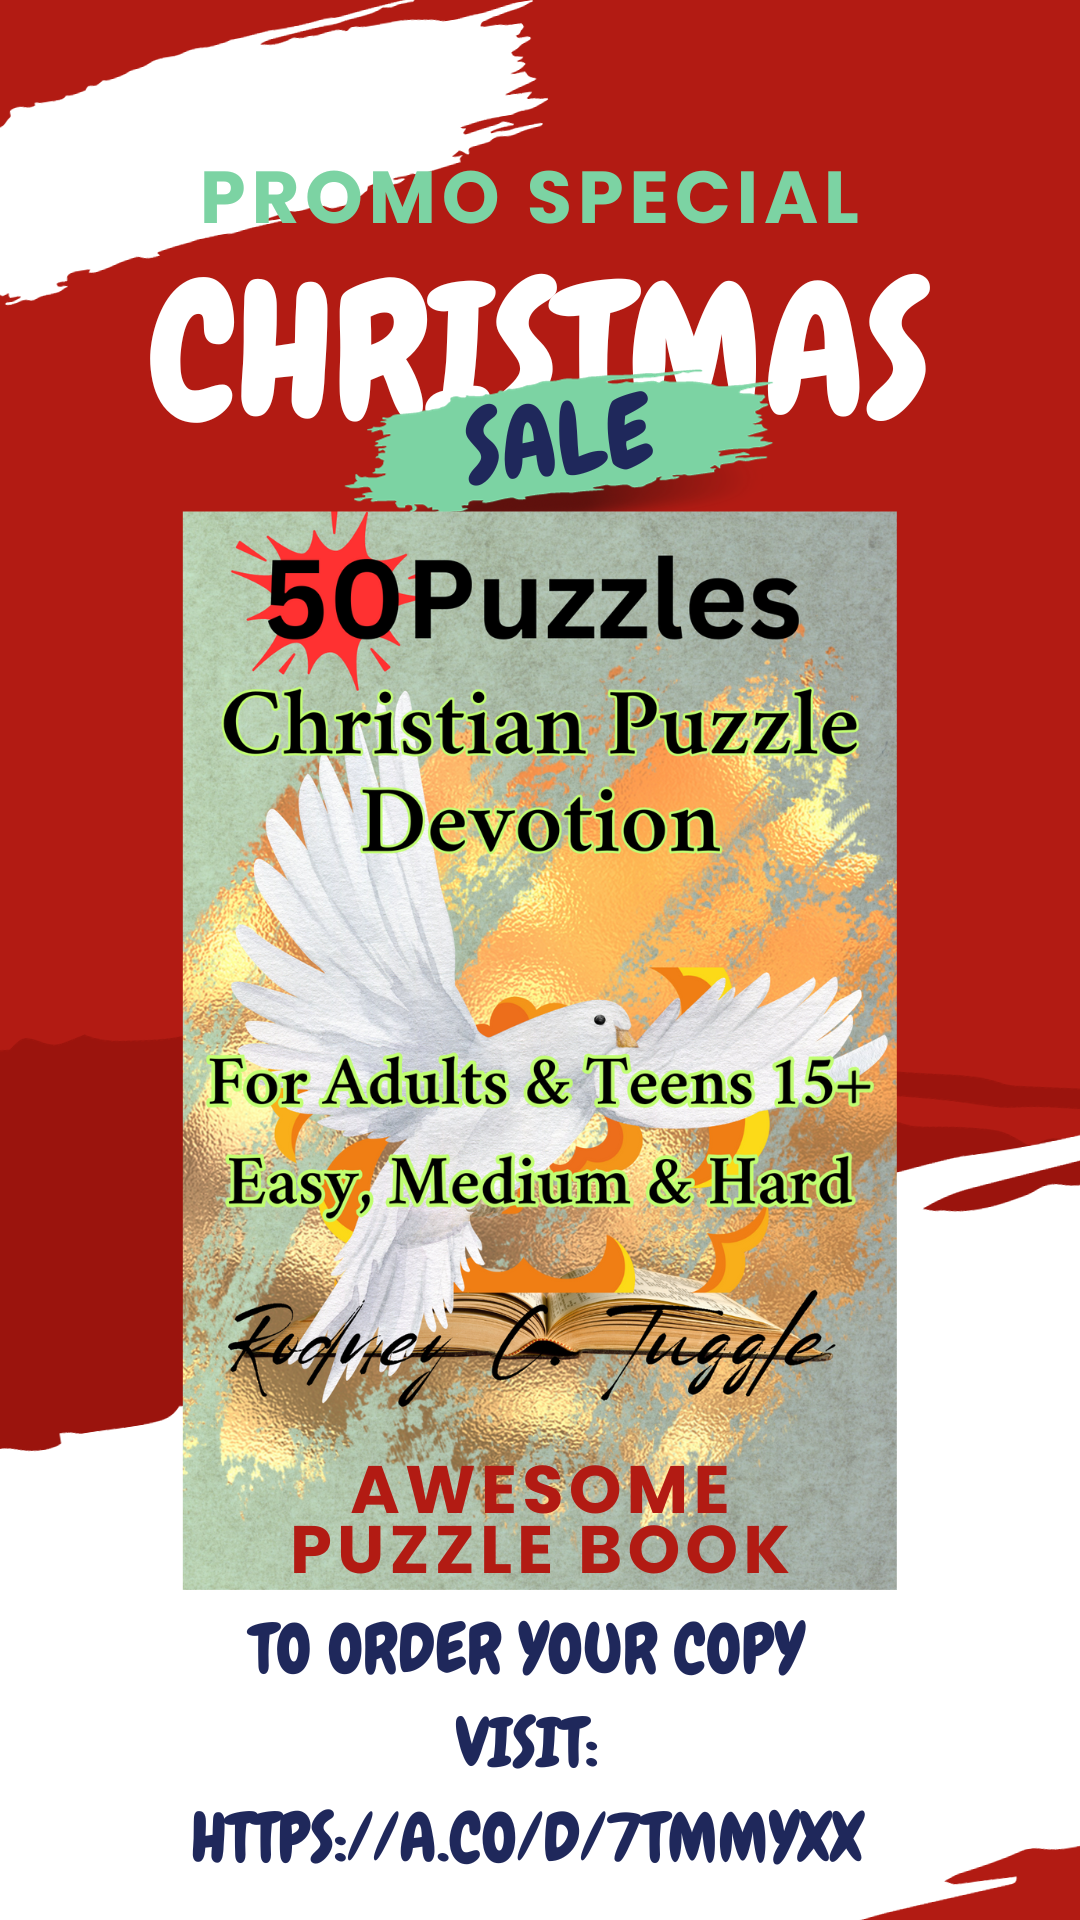 PROMO SPECIAL
CHRISTMAS
SALE
50Puzzles
Christian Puzzle
Devotion
For Adults & Teens 15+
Easy, Medium & Hard
Rodney C. Tuggle
AWESOME
PUZZLE BOOK
TO ORDER YOUR COPY
VISIT:
HTTPS://A.CO/D/7TMMYXX